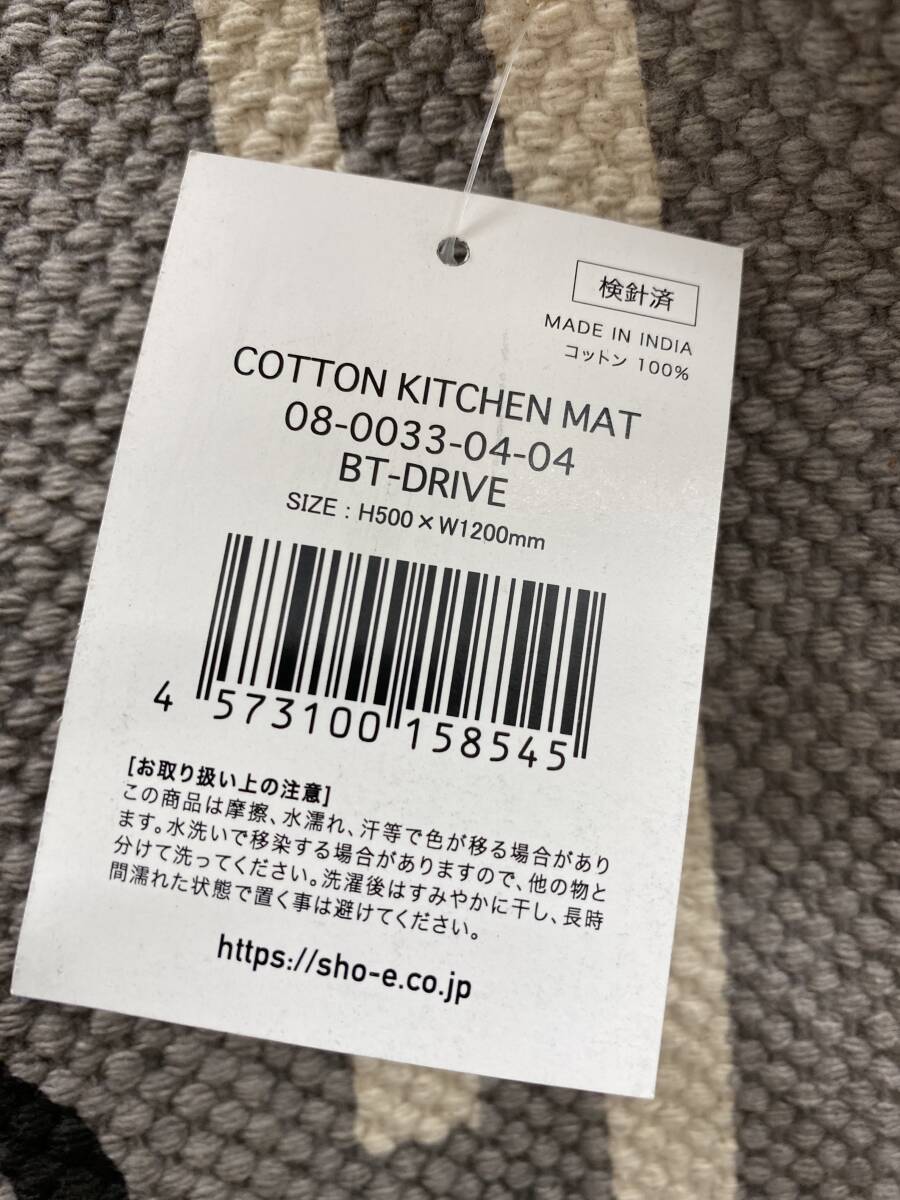 検針済
MADE IN INDIA
コットン 100%
COTTON KITCHEN MAT
08-0033-04-04
BT-DRIVE
SIZE : H500×W1200mm
4 573100 158545
[お取り扱い上の注意]
この商品は摩擦、水濡れ、汗等で色が移る場合があり
ます。水洗いで移染する場合がありますので、他の物と
分けて洗ってください。洗濯後はすみやかに干し、長時
間濡れた状態で置く事は避けてください。
https://sho-e.co.jp